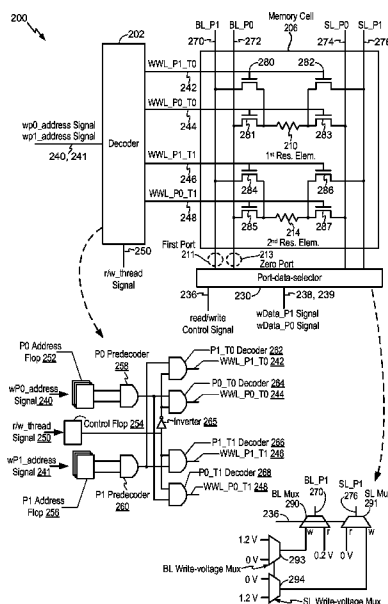 200
BL_P1 BL_P0 Memory Cell SL_P0 SL_P1
270 272 206 274 276
202
WWL_P1_T0 280 282
242
WWL_P0_T0
wp0_address Signal
wp1_address Signal
240, 241
Decoder
244
281 210 283
1st Res. Elem.
WWL_P1_T1
246
284 286
WWL_P0_T1
248
285 214 287
2nd Res. Elem.
250
r/w_thread
Signal
First Port
211 213
Zero Port
Port-data-selector
236 230 238, 239
read/write
Control Signal
wData_P1 Signal
wData_P0 Signal
P0 Address
Flop 252
P0 Predecoder
258
P1_T0 Decoder 262
WWL_P1_T0 242
wP0_address
Signal 240
P0_T0 Decoder 264
WWL_P0_T0 244
r/w_thread
Signal
250
Control Flop 254
Inverter 265
P1_T1 Decoder 266
WWL_P1_T1 246
wP1_address
Signal 241
P0_T1 Decoder 268
WWL_P0_T1 248
P1 Address
Flop 256
P1 Predecoder
260
BL Mux
290
BL_P1
270
SL_P1
276
SL Mux
291
236
w r w r
1.2 V
0 V
293
0.2 V 0 V
BL Write-voltage Mux
0 V
1.2 V
294
SL Write-voltage Mux